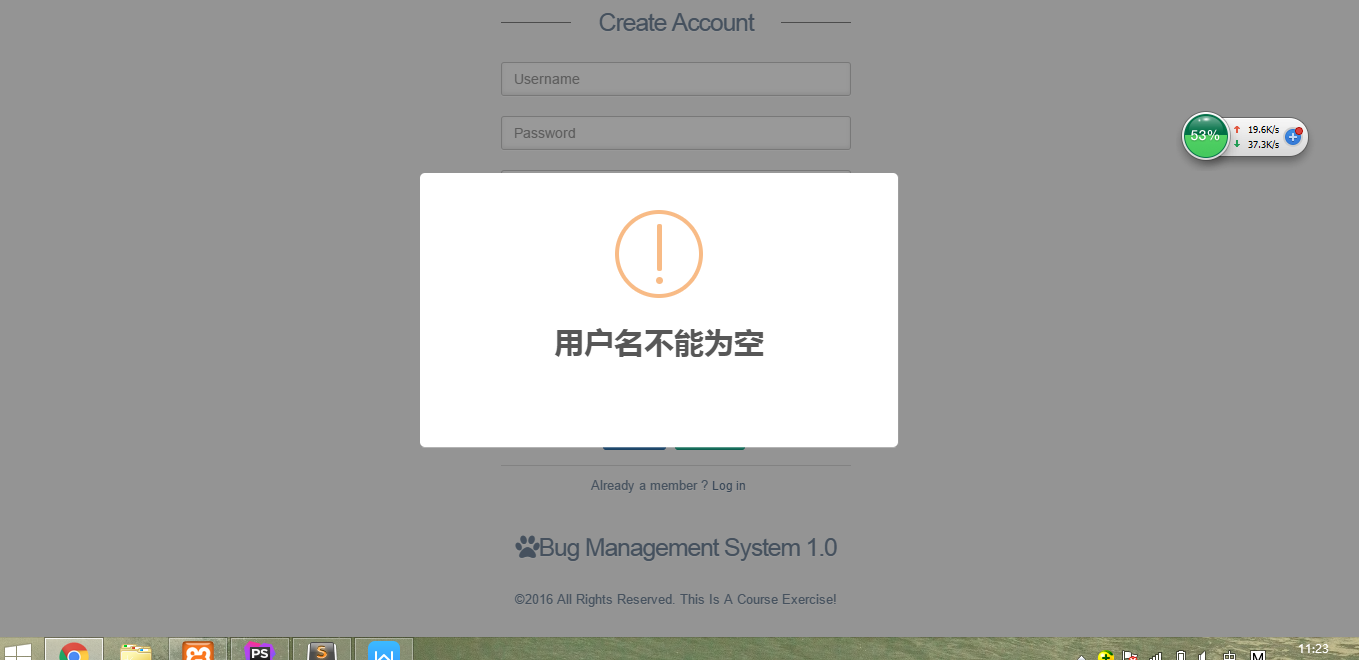 Create Account
Username
Password
53%
19.6K/s
37.3K/s
用户名不能为空
Already a member ? Log in
Bug Management System 1.0
©2016 All Rights Reserved. This Is A Course Exercise!
PS
S
中
M
11:23